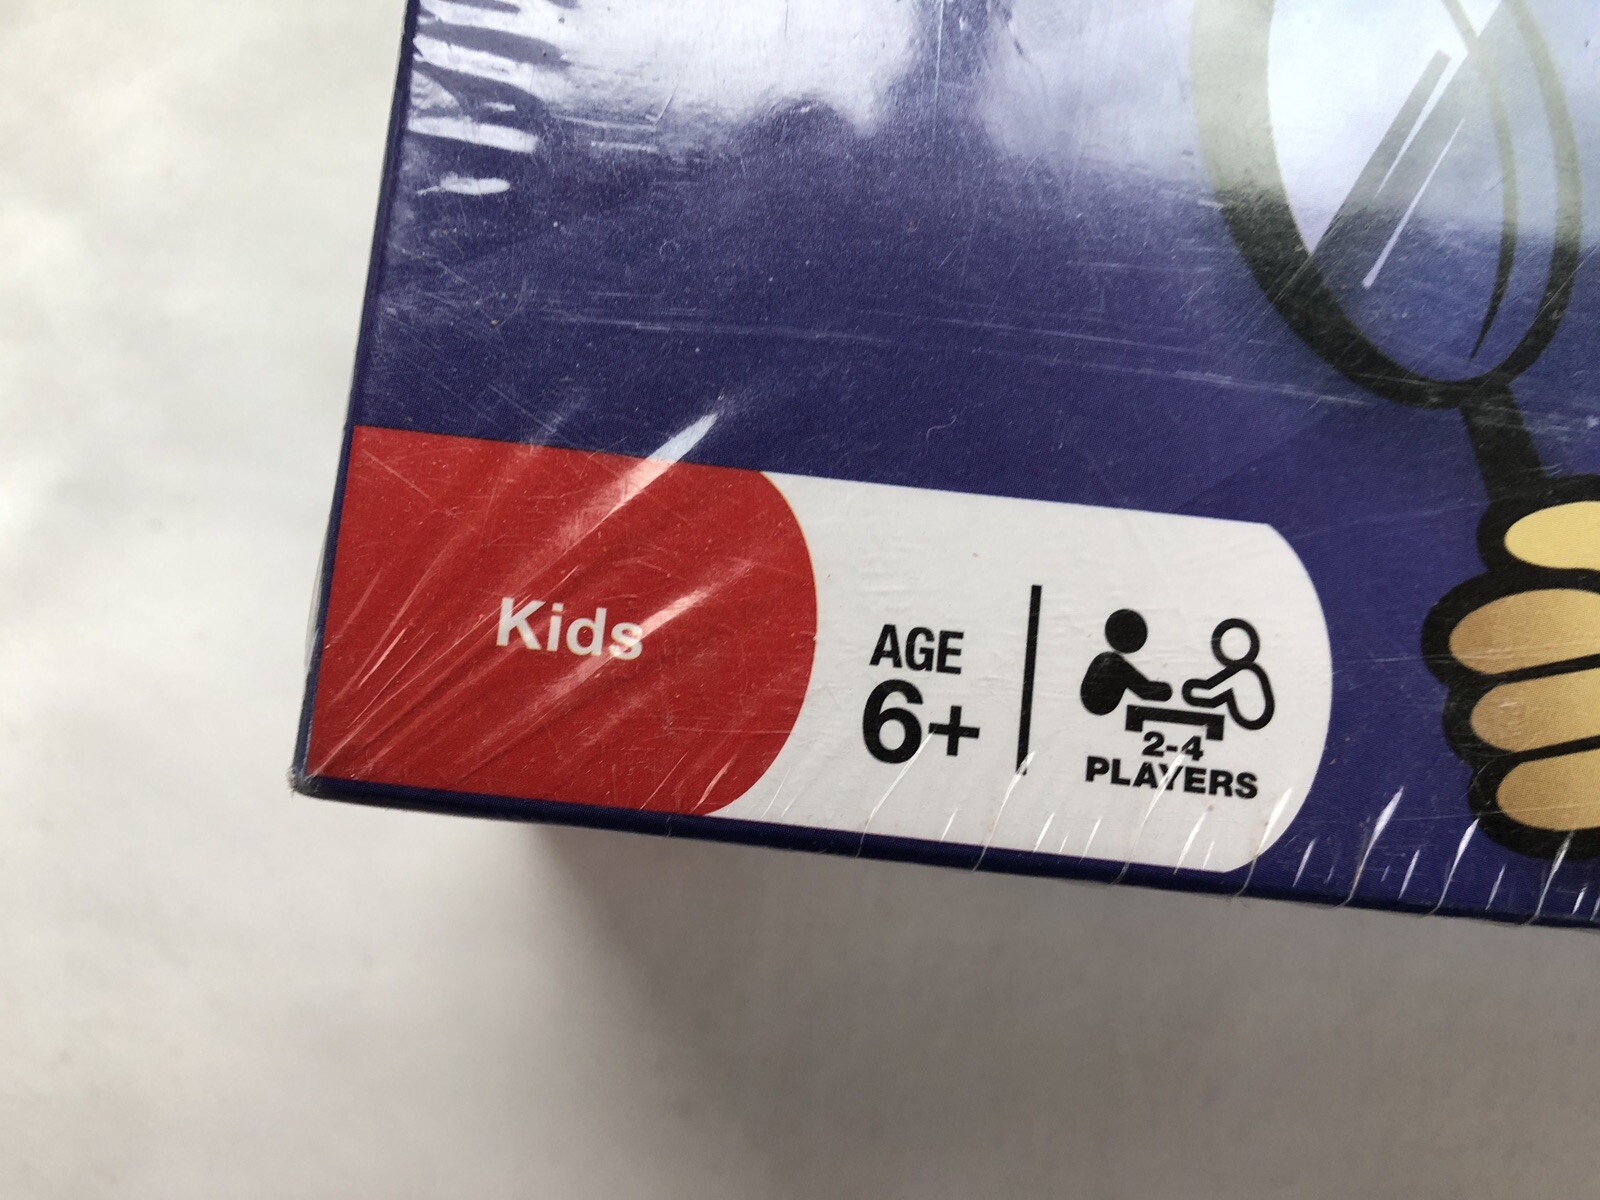 Kids
AGE
6+
2-4
PLAYERS